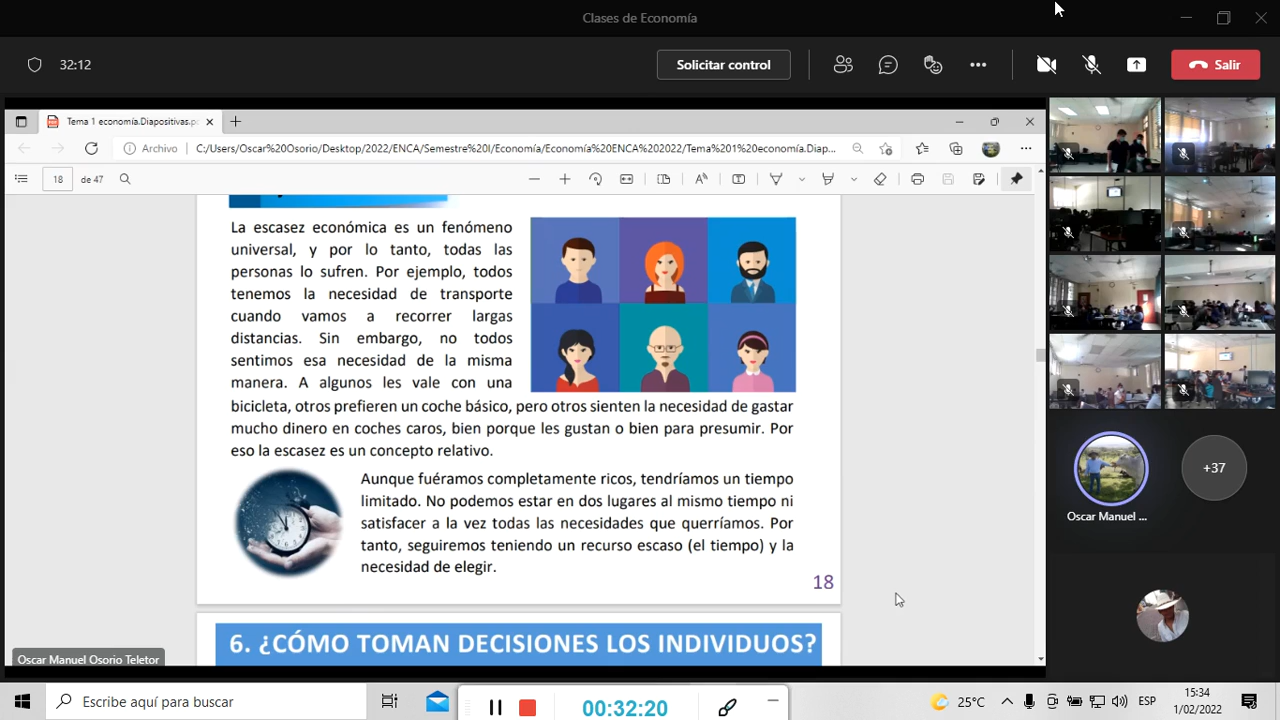 Clases de Economía
32:12
Solicitar control
Salir
Tema 1 economía.Diapositivas.pc
Archivo
C:/Users/Oscar%20Osorio/Desktop/2022/ENCA/Semestre%20I/Economía/Economía%20ENCA%202022/Tema%201%20economía.Diap...
18
de 47
La escasez económica es un fenómeno
universal, y por lo tanto, todas las
personas lo sufren. Por ejemplo, todos
tenemos la necesidad de transporte
cuando vamos a recorrer largas
distancias. Sin embargo, no todos
sentimos esa necesidad de la misma
manera. A algunos les vale con una
bicicleta, otros prefieren un coche básico, pero otros sienten la necesidad de gastar
mucho dinero en coches caros, bien porque les gustan o bien para presumir. Por
eso la escasez es un concepto relativo.
Aunque fuéramos completamente ricos, tendríamos un tiempo
limitado. No podemos estar en dos lugares al mismo tiempo ni
satisfacer a la vez todas las necesidades que querríamos. Por
tanto, seguiremos teniendo un recurso escaso (el tiempo) y la
necesidad de elegir.
18
6. ¿CÓMO TOMAN DECISIONES LOS INDIVIDUOS?
+37
Oscar Manuel ...
Oscar Manuel Osorio Teletor
Escribe aquí para buscar
00:32:20
25°C
ESP
15:34
1/02/2022